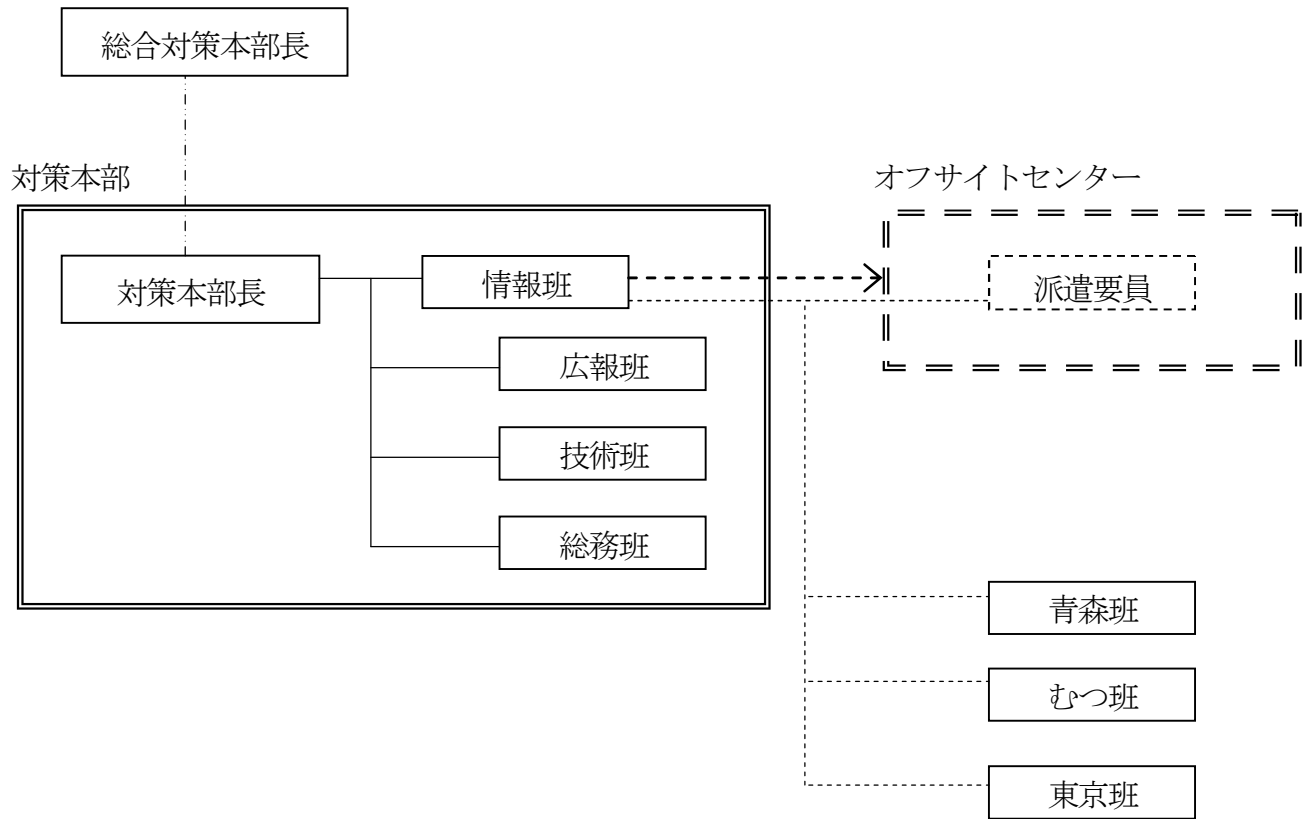 総合対策本部長
対策本部
オフサイトセンター
対策本部長
情報班
派遣要員
広報班
技術班
総務班
青森班
むつ班
東京班